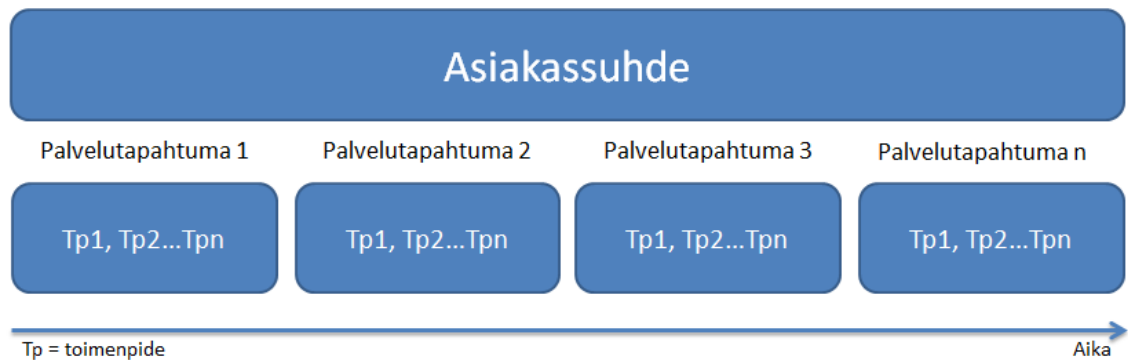 Asiakassuhde
Palvelutapahtuma 1 Palvelutapahtuma 2 Palvelutapahtuma 3 Palvelutapahtuma n
Tp1, Tp2...Tpn Tp1, Tp2...Tpn Tp1, Tp2...Tpn Tp1, Tp2...Tpn
Tp = toimenpide Aika